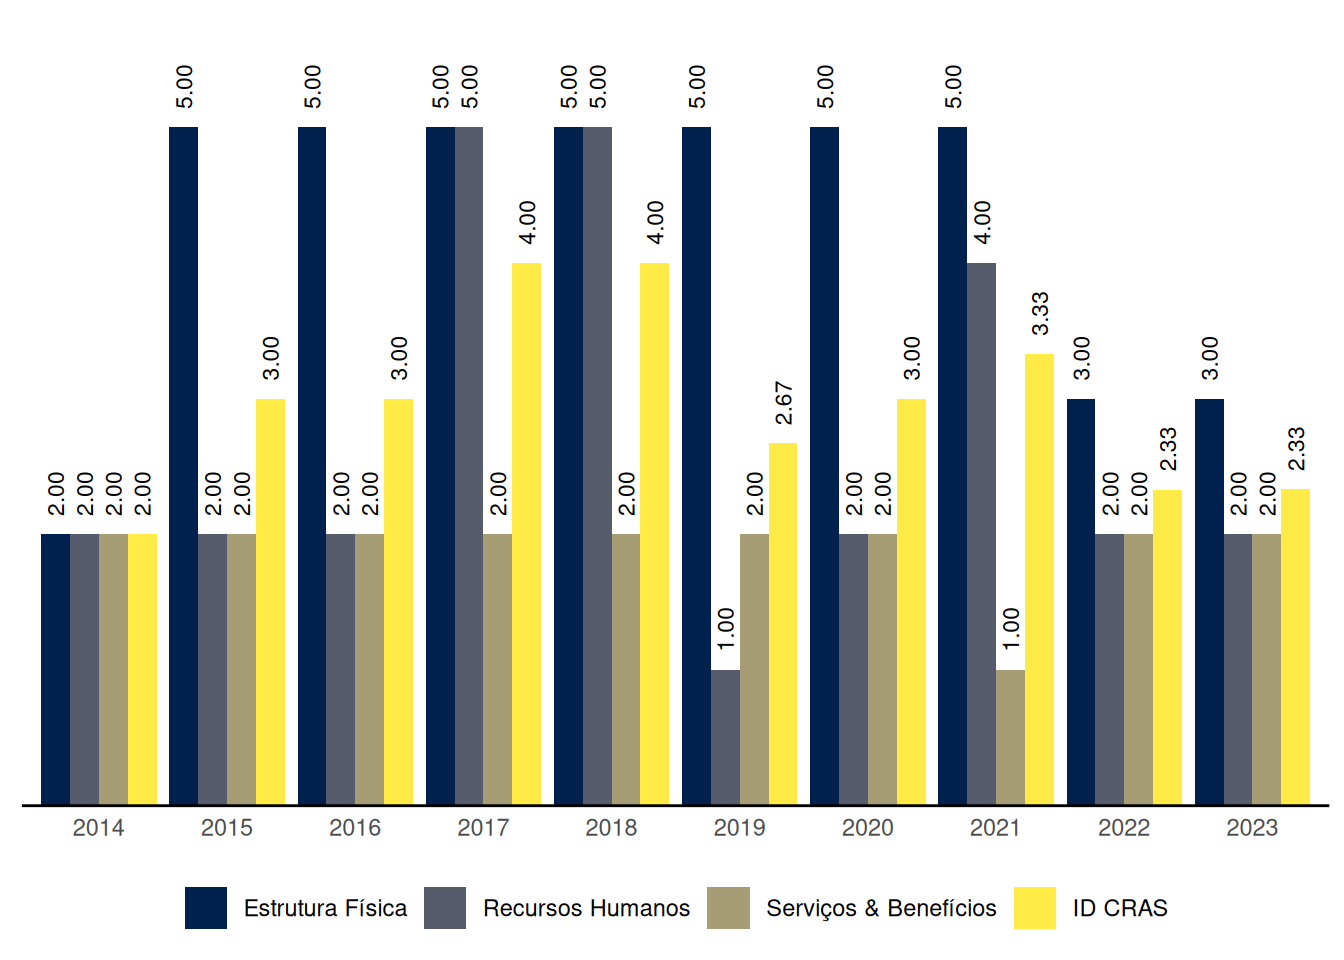 5.00 5.00 5.00 5.00 5.00 5.00 5.00 5.00 5.00
4.00 4.00 4.00
3.33
3.00 3.00 3.00 3.00 3.00
2.67
2.33 2.33
2.00 2.00 2.00 2.00 2.00 2.00 2.00 2.00 2.00 2.00 2.00 2.00 2.00 2.00 2.00 2.00 2.00
1.00 1.00
2014 2015 2016 2017 2018 2019 2020 2021 2022 2023
Estrutura Física Recursos Humanos Serviços & Benefícios ID CRAS